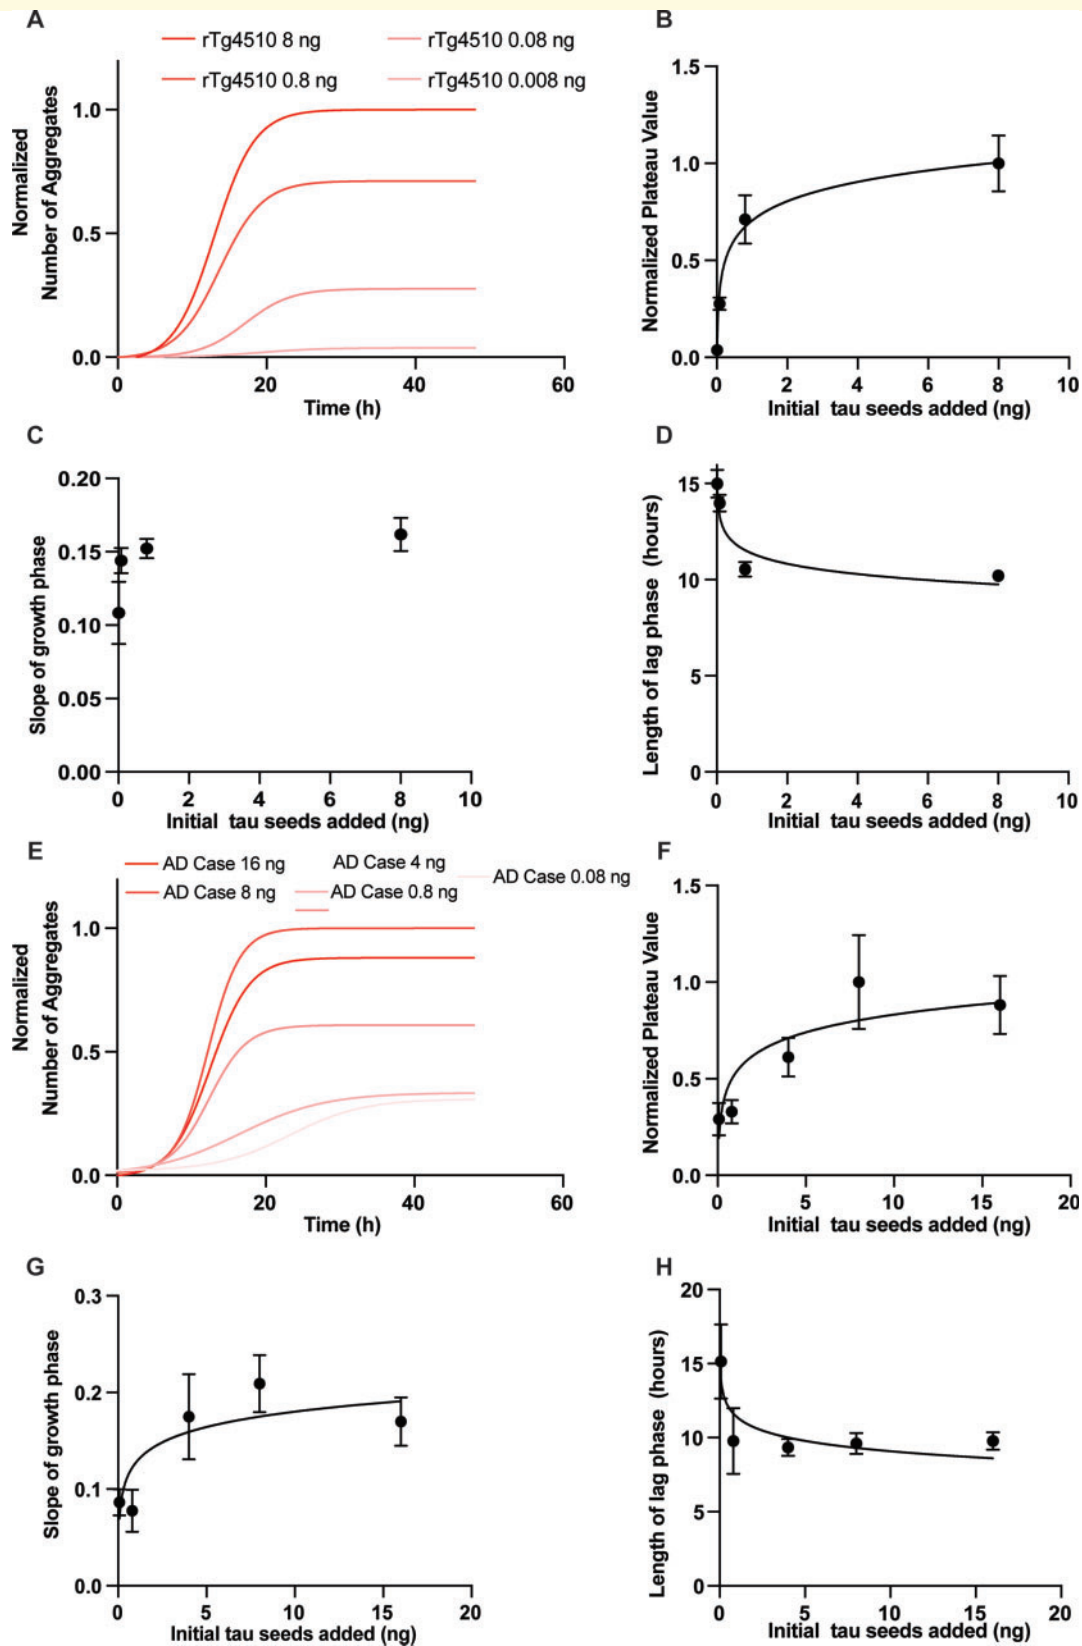 A
rTg4510 8 ng
rTg4510 0.08 ng
rTg4510 0.8 ng
rTg4510 0.008 ng
Normalized
Number of Aggregates
1.0
0.5
0.0
0
20
40
60
Time (h)
B
Normalized Plateau Value
1.5
1.0
0.5
0.0
0
2
4
6
8
10
Initial tau seeds added (ng)
C
Slope of growth phase
0.20
0.15
0.10
0.05
0.00
0
2
4
6
8
10
Initial tau seeds added (ng)
D
Length of lag phase (hours)
15
10
5
0
0
2
4
6
8
10
Initial tau seeds added (ng)
E
AD Case 16 ng
AD Case 4 ng
AD Case 0.08 ng
AD Case 8 ng
AD Case 0.8 ng
Normalized
Number of Aggregates
1.0
0.5
0.0
0
20
40
60
Time (h)
F
Normalized Plateau Value
1.5
1.0
0.5
0.0
0
5
10
15
20
Initial tau seeds added (ng)
G
Slope of growth phase
0.3
0.2
0.1
0.0
0
5
10
15
20
Initial tau seeds added (ng)
H
Length of lag phase (hours)
20
15
10
5
0
0
5
10
15
20
Initial tau seeds added (ng)